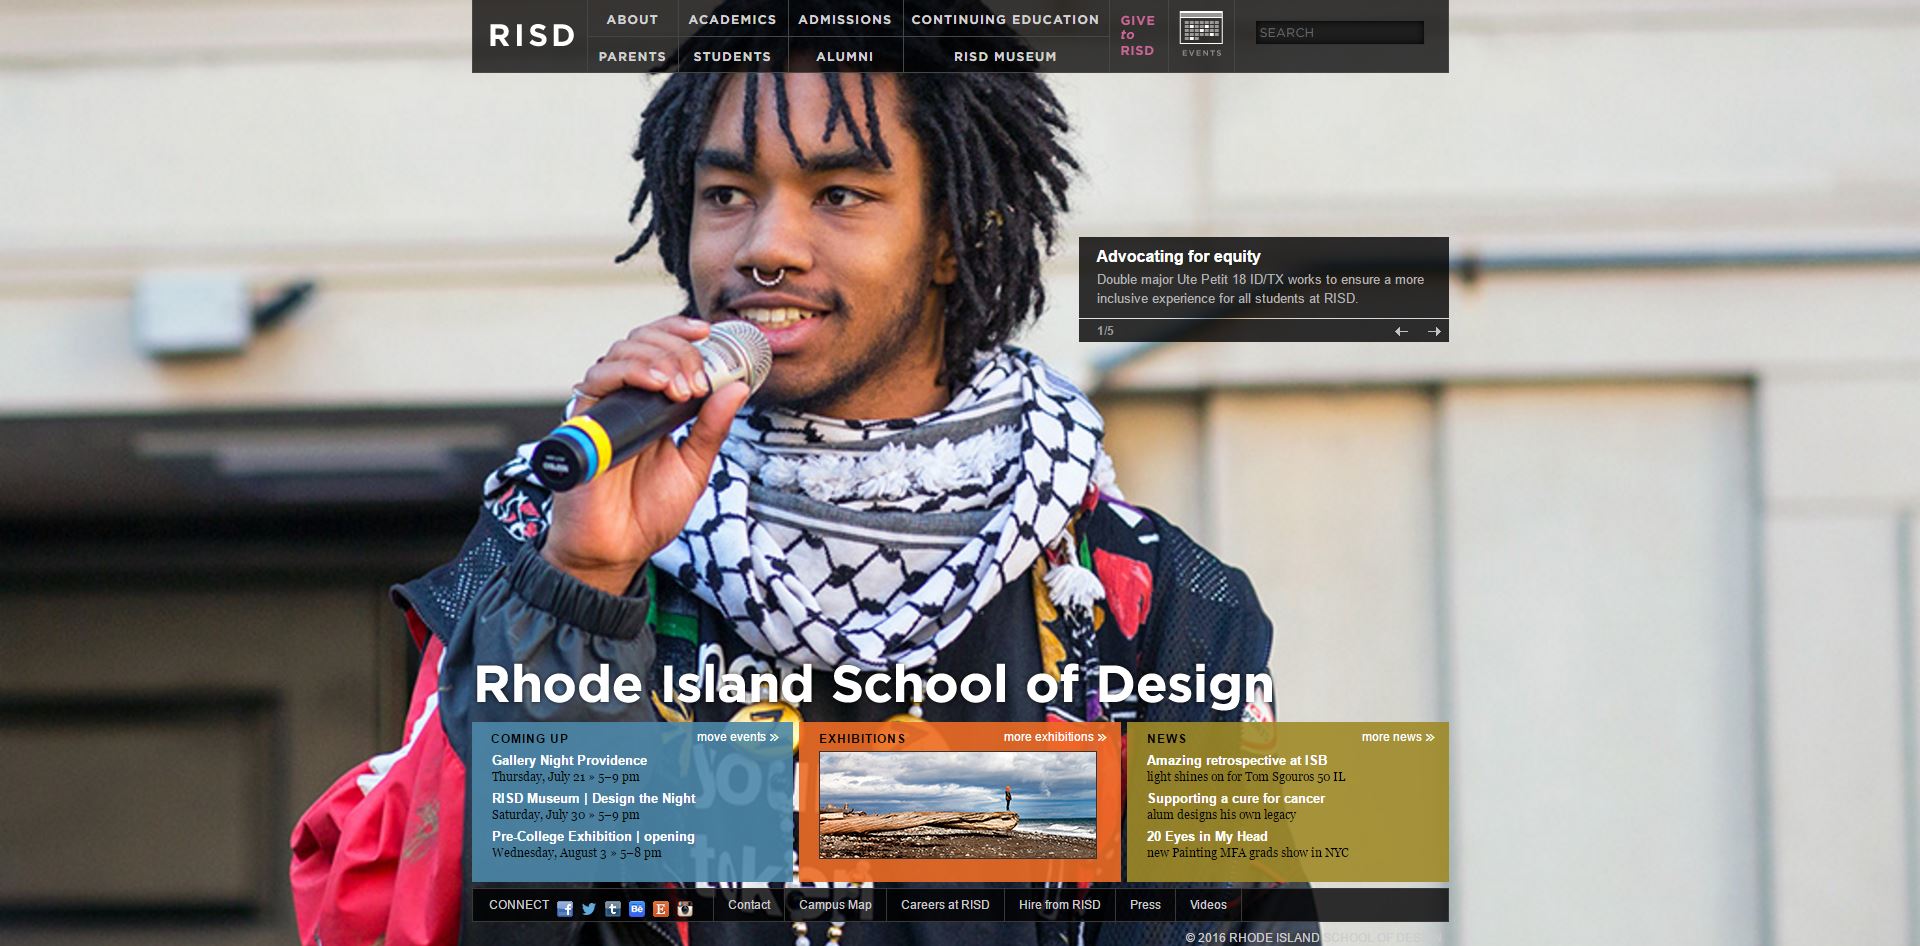 RISD
ABOUT
ACADEMICS
ADMISSIONS
CONTINUING EDUCATION
PARENTS
STUDENTS
ALUMNI
RISD MUSEUM
GIVE
to
RISD
EVENTS
SEARCH
Advocating for equity
Double major Ute Petit 18 ID/TX works to ensure a more
inclusive experience for all students at RISD.
1/5
Rhode Island School of Design
COMING UP
move events »
Gallery Night Providence
Thursday, July 21 » 5–9 pm
RISD Museum | Design the Night
Saturday, July 30 » 5–9 pm
Pre-College Exhibition | opening
Wednesday, August 3 » 5–8 pm
EXHIBITIONS
more exhibitions »
NEWS
more news »
Amazing retrospective at ISB
light shines on for Tom Sgouros 50 IL
Supporting a cure for cancer
alum designs his own legacy
20 Eyes in My Head
new Painting MFA grads show in NYC
CONNECT
Contact
Campus Map
Careers at RISD
Hire from RISD
Press
Videos
© 2016 RHODE ISLAND SCHOOL OF DESIGN